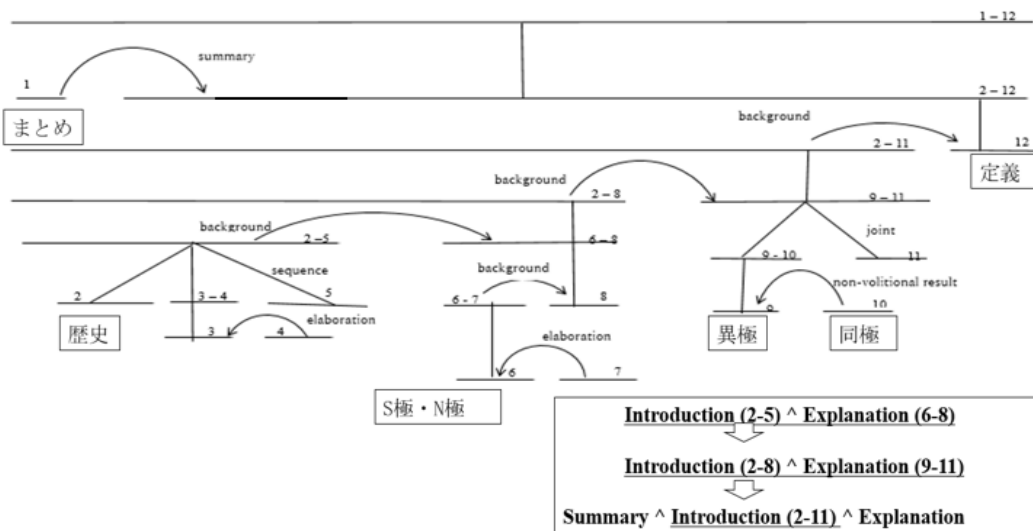 1 – 12
summary
1
2 – 12
まとめ
background
2 – 11
12
定義
background
2 – 8
9 – 11
background
2 –5
6 – 8
joint
sequence
background
9 - 10
11
2
3 – 4
5
6 - 7
8
non-volitional result
elaboration
9
10
歴史
3
4
elaboration
異極
同極
6
7
S極・N極
Introduction (2-5) ^ Explanation (6-8)
Introduction (2-8) ^ Explanation (9-11)
Summary ^ Introduction (2-11) ^ Explanation